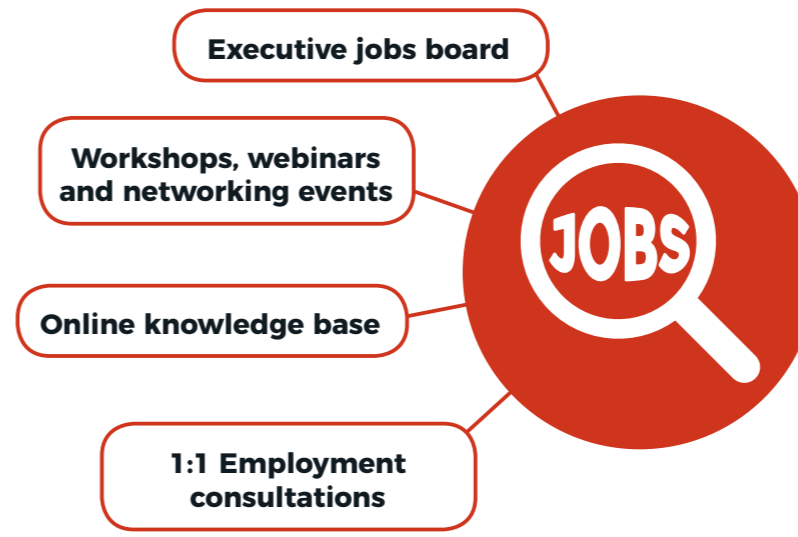 Executive jobs board
Workshops, webinars
and networking events
JOBS
Online knowledge base
1:1 Employment
consultations